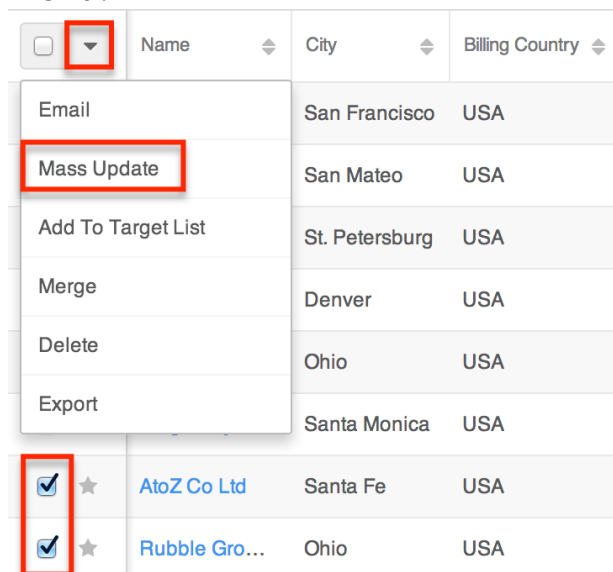 Name City Billing Country
Email San Francisco USA
Mass Update San Mateo USA
Add To Target List St. Petersburg USA
Merge Denver USA
Delete Ohio USA
Export Santa Monica USA
AtoZ Co Ltd Santa Fe USA
Rubble Gro... Ohio USA